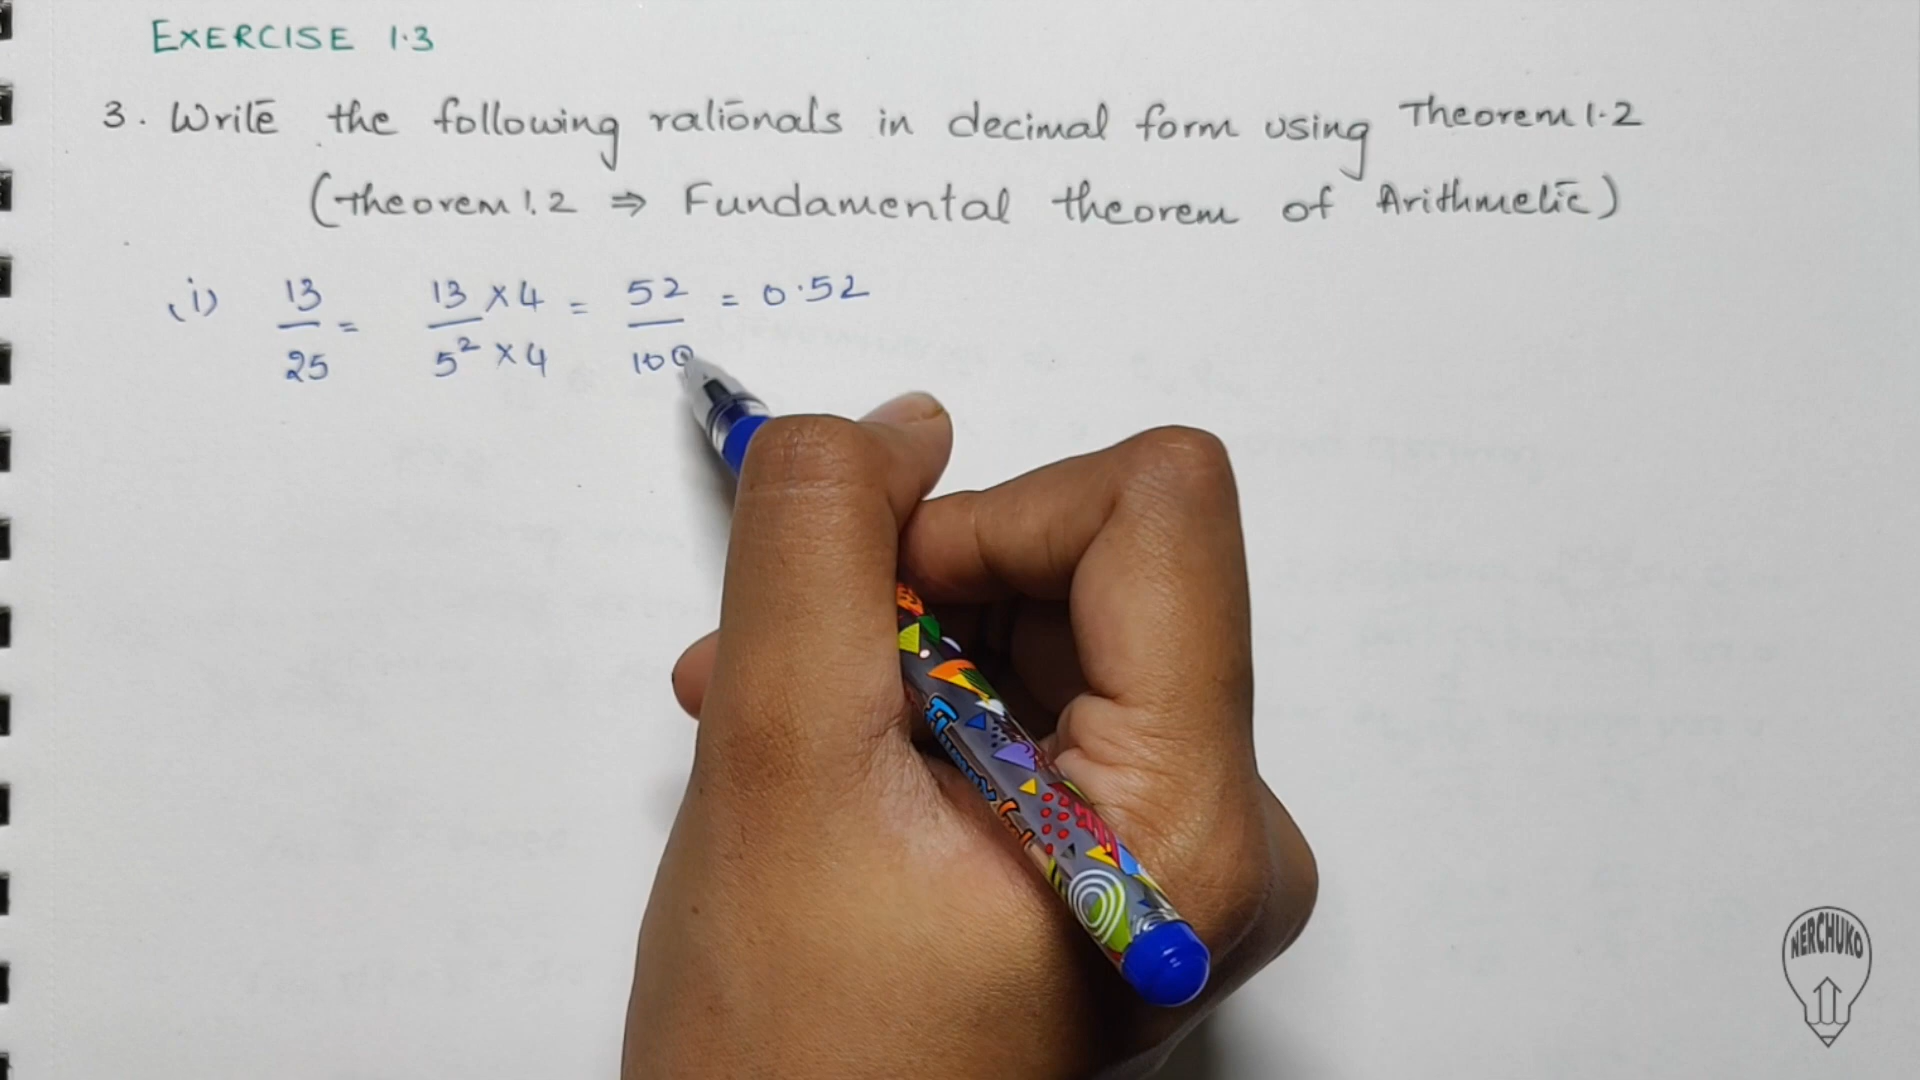 EXERCISE 1.3
3. Write the following rationals in decimal form using Theorem 1.2
(Theorem 1.2 ⇒ Fundamental theorem of Arithmetic)
(i) 13/25 = 13 × 4 / 5² × 4 = 52/100 = 0.52
NERCHUKO